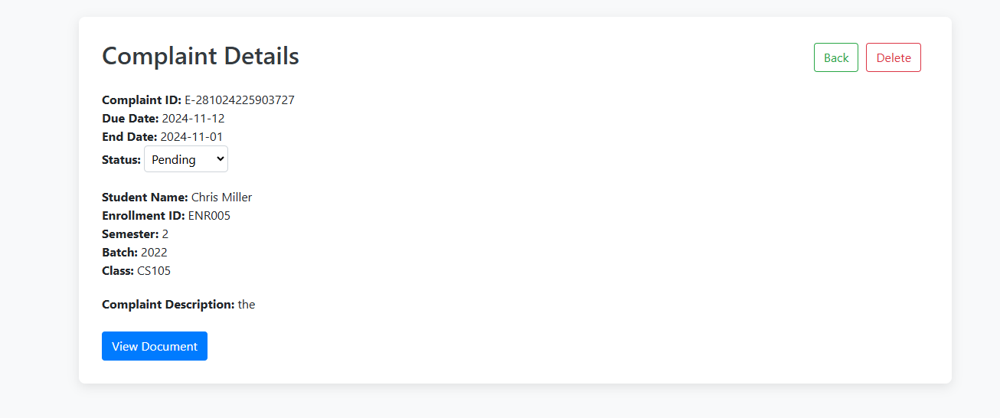 Complaint Details
Back
Delete
Complaint ID: E-281024225903727
Due Date: 2024-11-12
End Date: 2024-11-01
Status: Pending
Student Name: Chris Miller
Enrollment ID: ENR005
Semester: 2
Batch: 2022
Class: CS105
Complaint Description: the
View Document